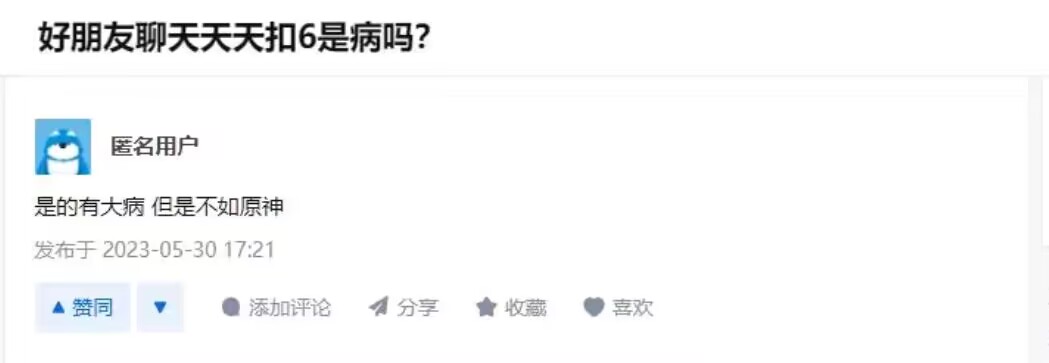 好朋友聊天天天扣6是病吗?
匿名用户
是的有大病 但是不如原神
发布于 2023-05-30 17:21
▲ 赞同 ▼ 添加评论 分享 收藏 喜欢